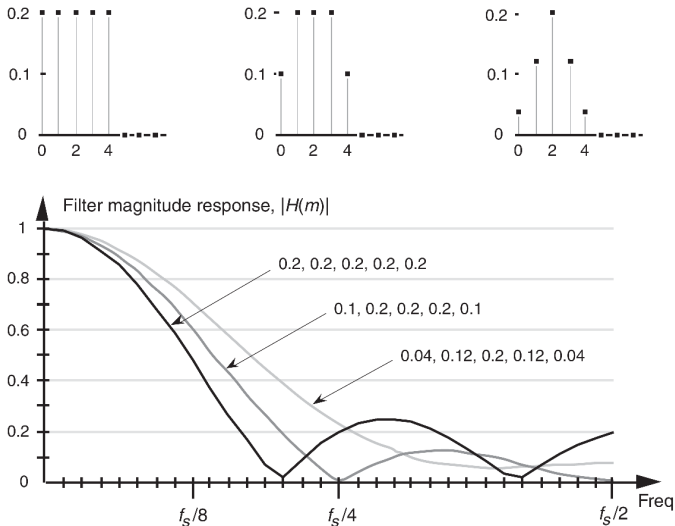 0.2 0.2 0.2
0.1 0.1 0.1
0 0 0
0 2 4 0 2 4 0 2 4
Filter magnitude response, |H(m)|
1
0.2, 0.2, 0.2, 0.2, 0.2
0.8
0.1, 0.2, 0.2, 0.2, 0.1
0.6
0.04, 0.12, 0.2, 0.12, 0.04
0.4
0.2
0
Freq
fs/8 fs/4 fs/2